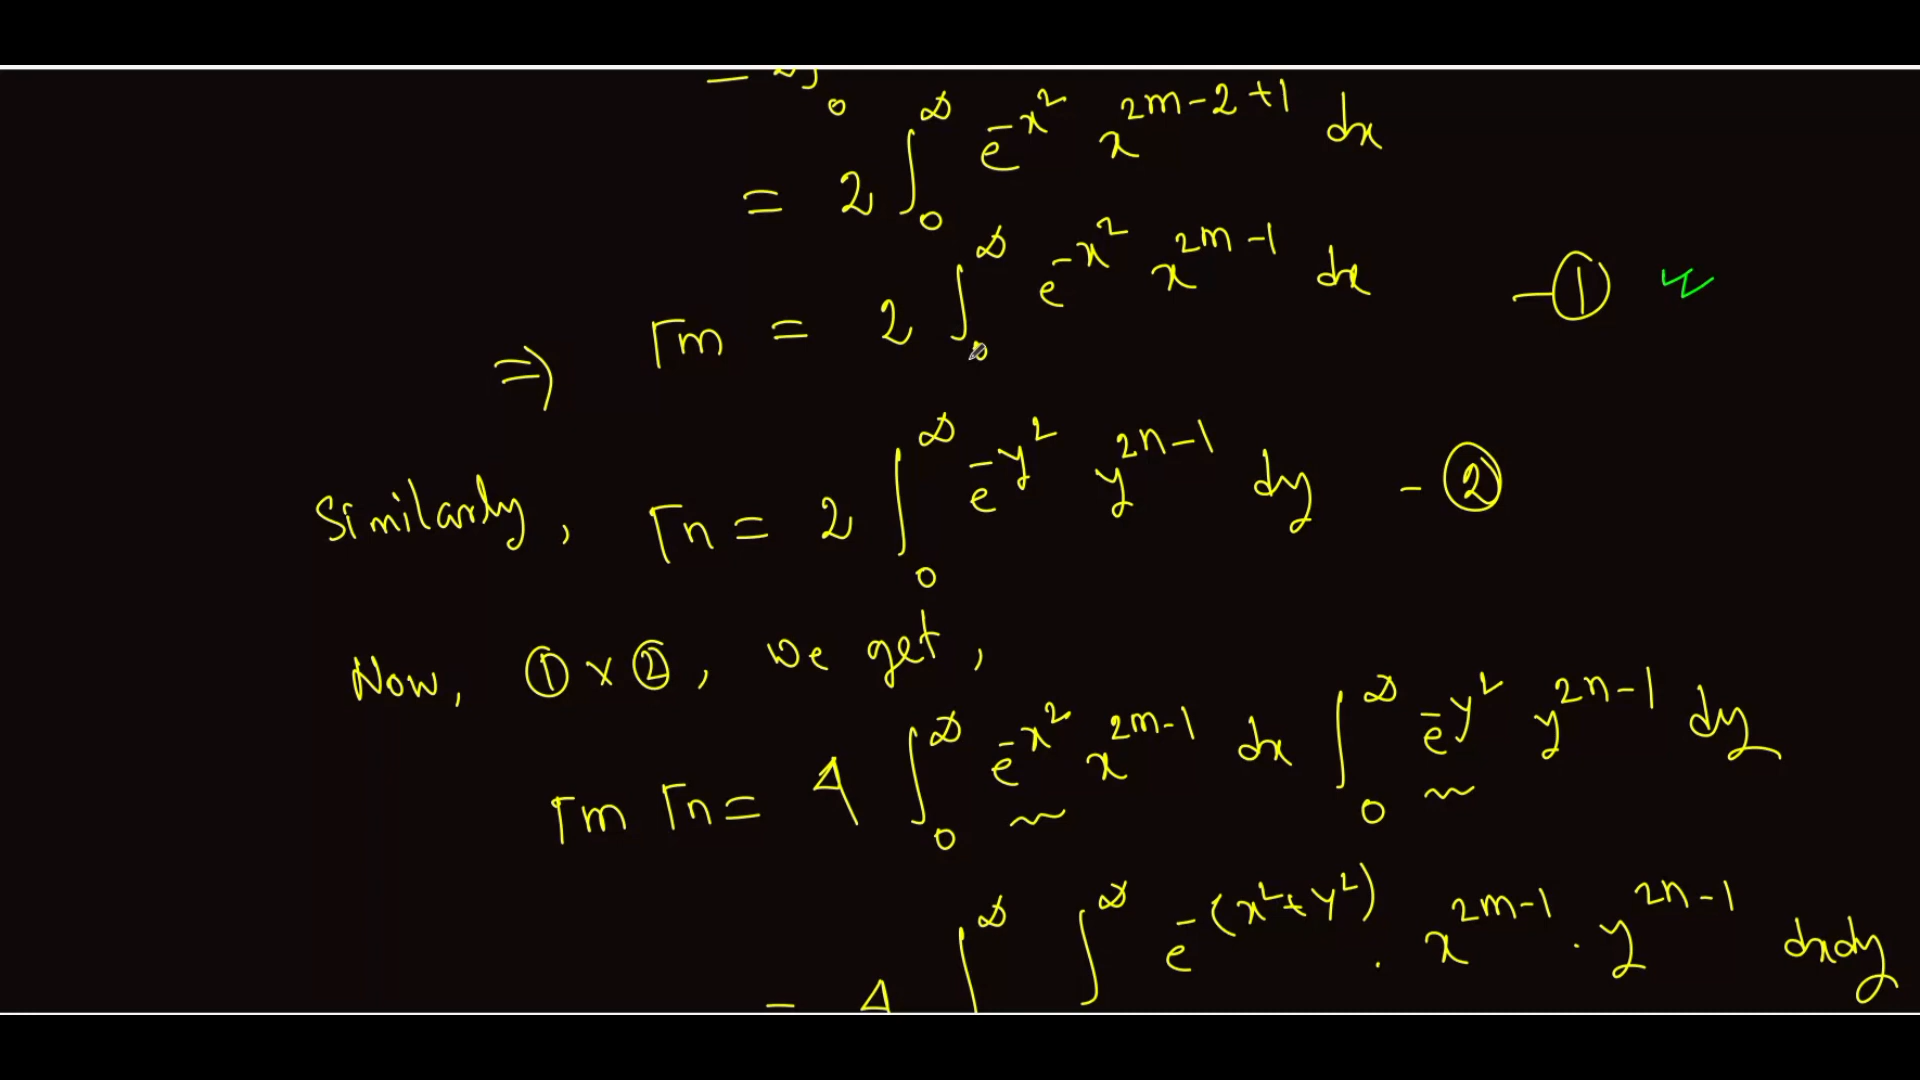 = 2 ∫₀^∞ e^{-x²} x^{2m-2+1} dx
⇒ Γm = 2 ∫₀^∞ e^{-x²} x^{2m-1} dx - ①
Similarly, Γn = 2 ∫₀^∞ e^{-y²} y^{2n-1} dy - ②
Now, ① × ②, we get,
Γm Γn = 4 ∫₀^∞ e^{-x²} x^{2m-1} dx ∫₀^∞ e^{-y²} y^{2n-1} dy
= 4 ∫^∞ ∫^∞ e^{-(x²+y²)} . x^{2m-1} . y^{2n-1} dxdy